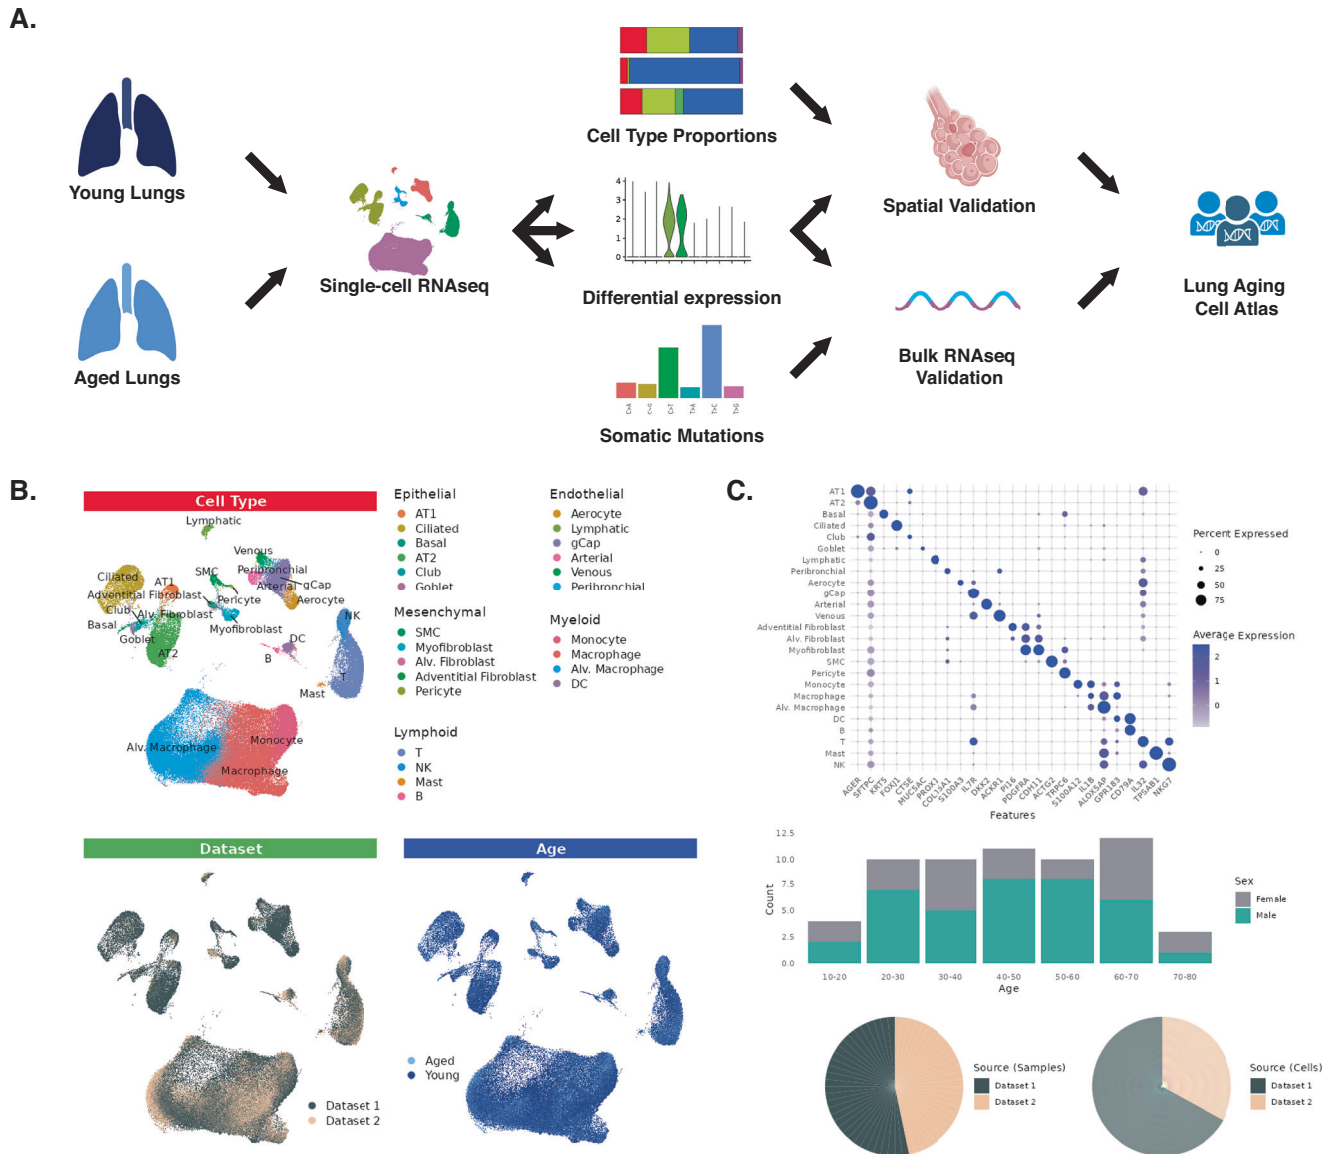 A.
Young Lungs
Aged Lungs
Single-cell RNAseq
Cell Type Proportions
4
3
2
1
0
Differential expression
C>A
C>G
C>T
T>A
T>C
T>G
Somatic Mutations
Spatial Validation
Bulk RNAseq
Validation
Lung Aging
Cell Atlas
B.
Cell Type
Lymphatic
Venous
Peribronchial
Ciliated
AT1
SMC
Arterial
gCap
Adventitial Fibroblast
Pericyte
Aerocyte
Club
Alv. Fibroblast
Basal
Myofibroblast
NK
Goblet
DC
AT2
B
T
Mast
Alv. Macrophage
Monocyte
Macrophage
Epithelial
AT1
Ciliated
Basal
AT2
Club
Goblet
Endothelial
Aerocyte
Lymphatic
gCap
Arterial
Venous
Peribronchial
Mesenchymal
SMC
Myofibroblast
Alv. Fibroblast
Adventitial Fibroblast
Pericyte
Myeloid
Monocyte
Macrophage
Alv. Macrophage
DC
Lymphoid
T
NK
Mast
B
Dataset
Dataset 1
Dataset 2
Age
Aged
Young
C.
AT1
AT2
Basal
Ciliated
Club
Goblet
Lymphatic
Peribronchial
Aerocyte
gCap
Arterial
Venous
Adventitial Fibroblast
Alv. Fibroblast
Myofibroblast
SMC
Pericyte
Monocyte
Macrophage
Alv. Macrophage
DC
B
T
Mast
NK
AGER
SFTPC
KRT5
FOXJ1
CTSE
MUC5AC
PROX1
COL15A1
S100A3
IL7R
DKK2
ACKR1
PI16
PDGFRA
CDH11
ACTG2
TRPC6
S100A12
IL1B
ALOX5AP
GPR183
CD79A
IL32
TPSAB1
NKG7
Features
Percent Expressed
0
25
50
75
Average Expression
2
1
0
12.5
10.0
7.5
5.0
2.5
0.0
Count
10-20
20-30
30-40
40-50
50-60
60-70
70-80
Age
Sex
Female
Male
Source (Samples)
Dataset 1
Dataset 2
Source (Cells)
Dataset 1
Dataset 2